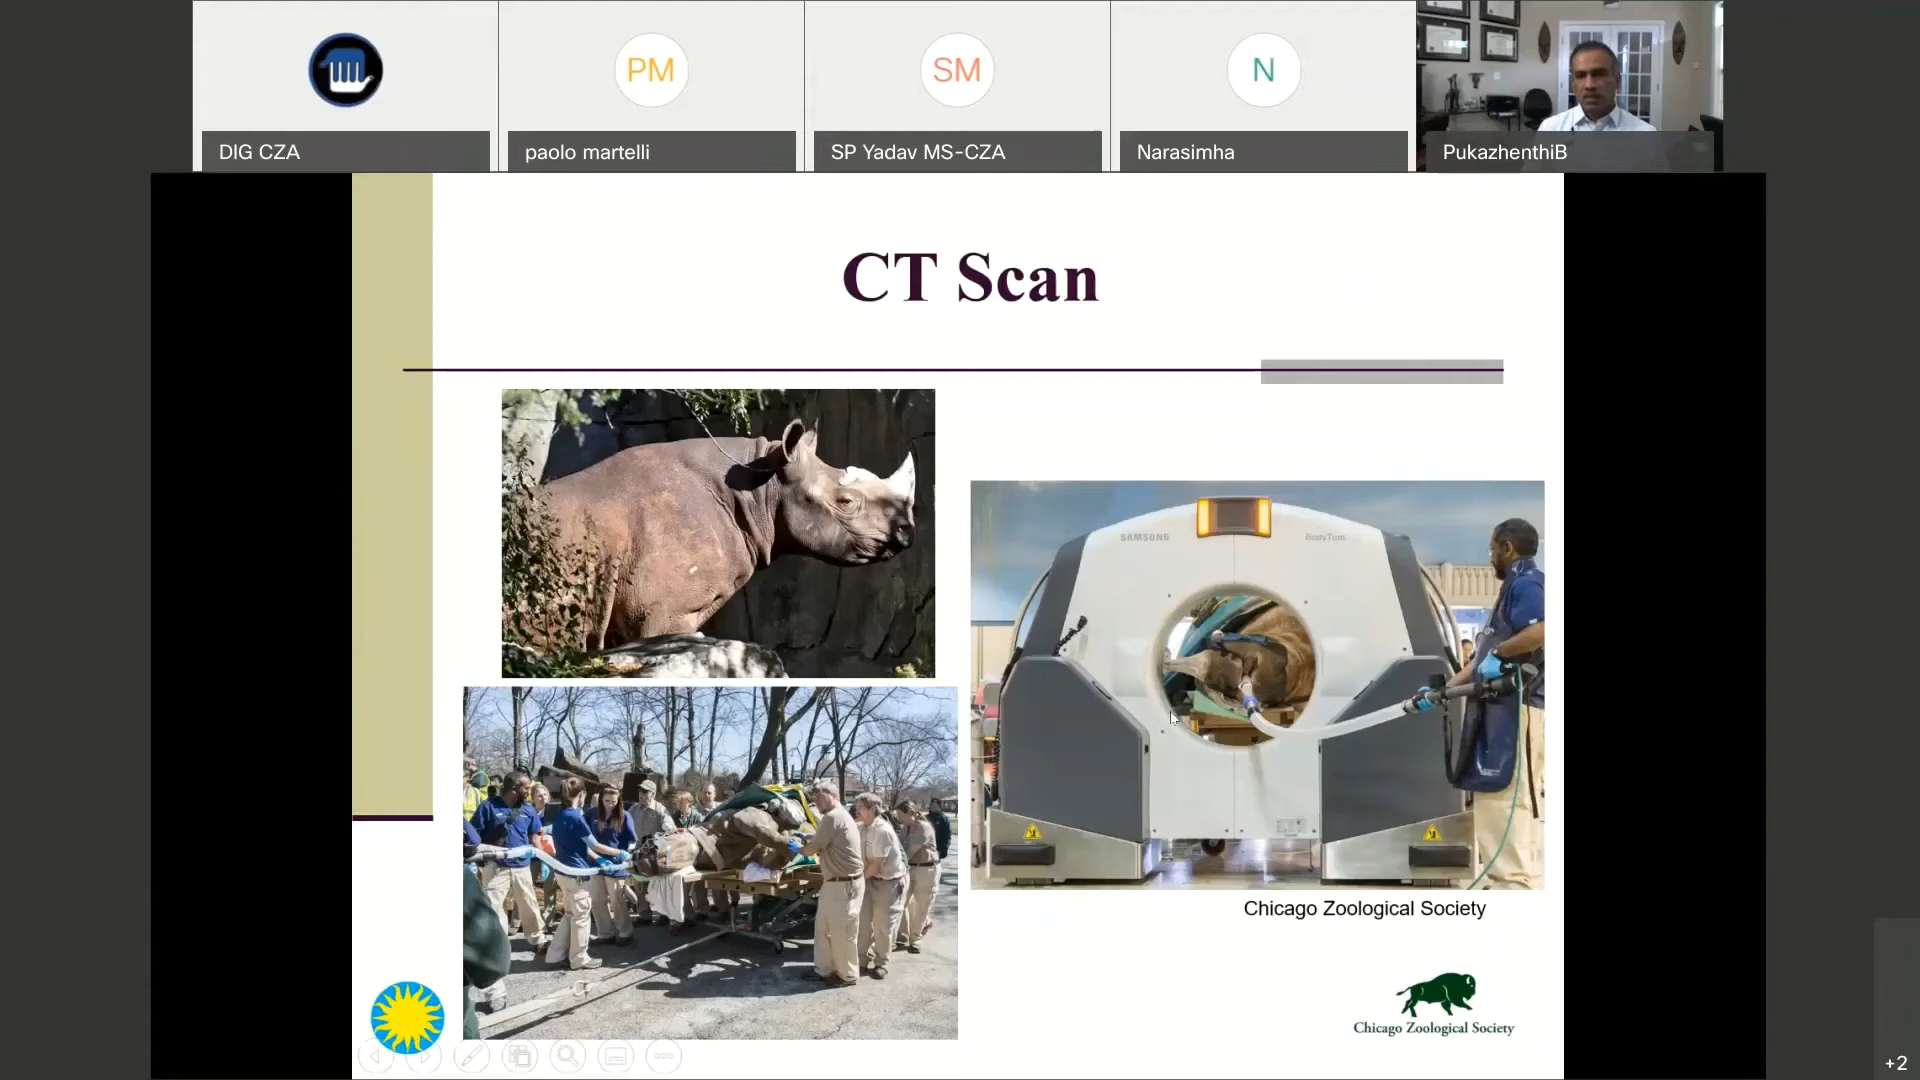 PM
SM
N
DIG CZA
paolo martelli
SP Yadav MS-CZA
Narasimha
PukazhenthiB
CT Scan
SAMSUNG
BodyTom
Chicago Zoological Society
Chicago Zoological Society
+2